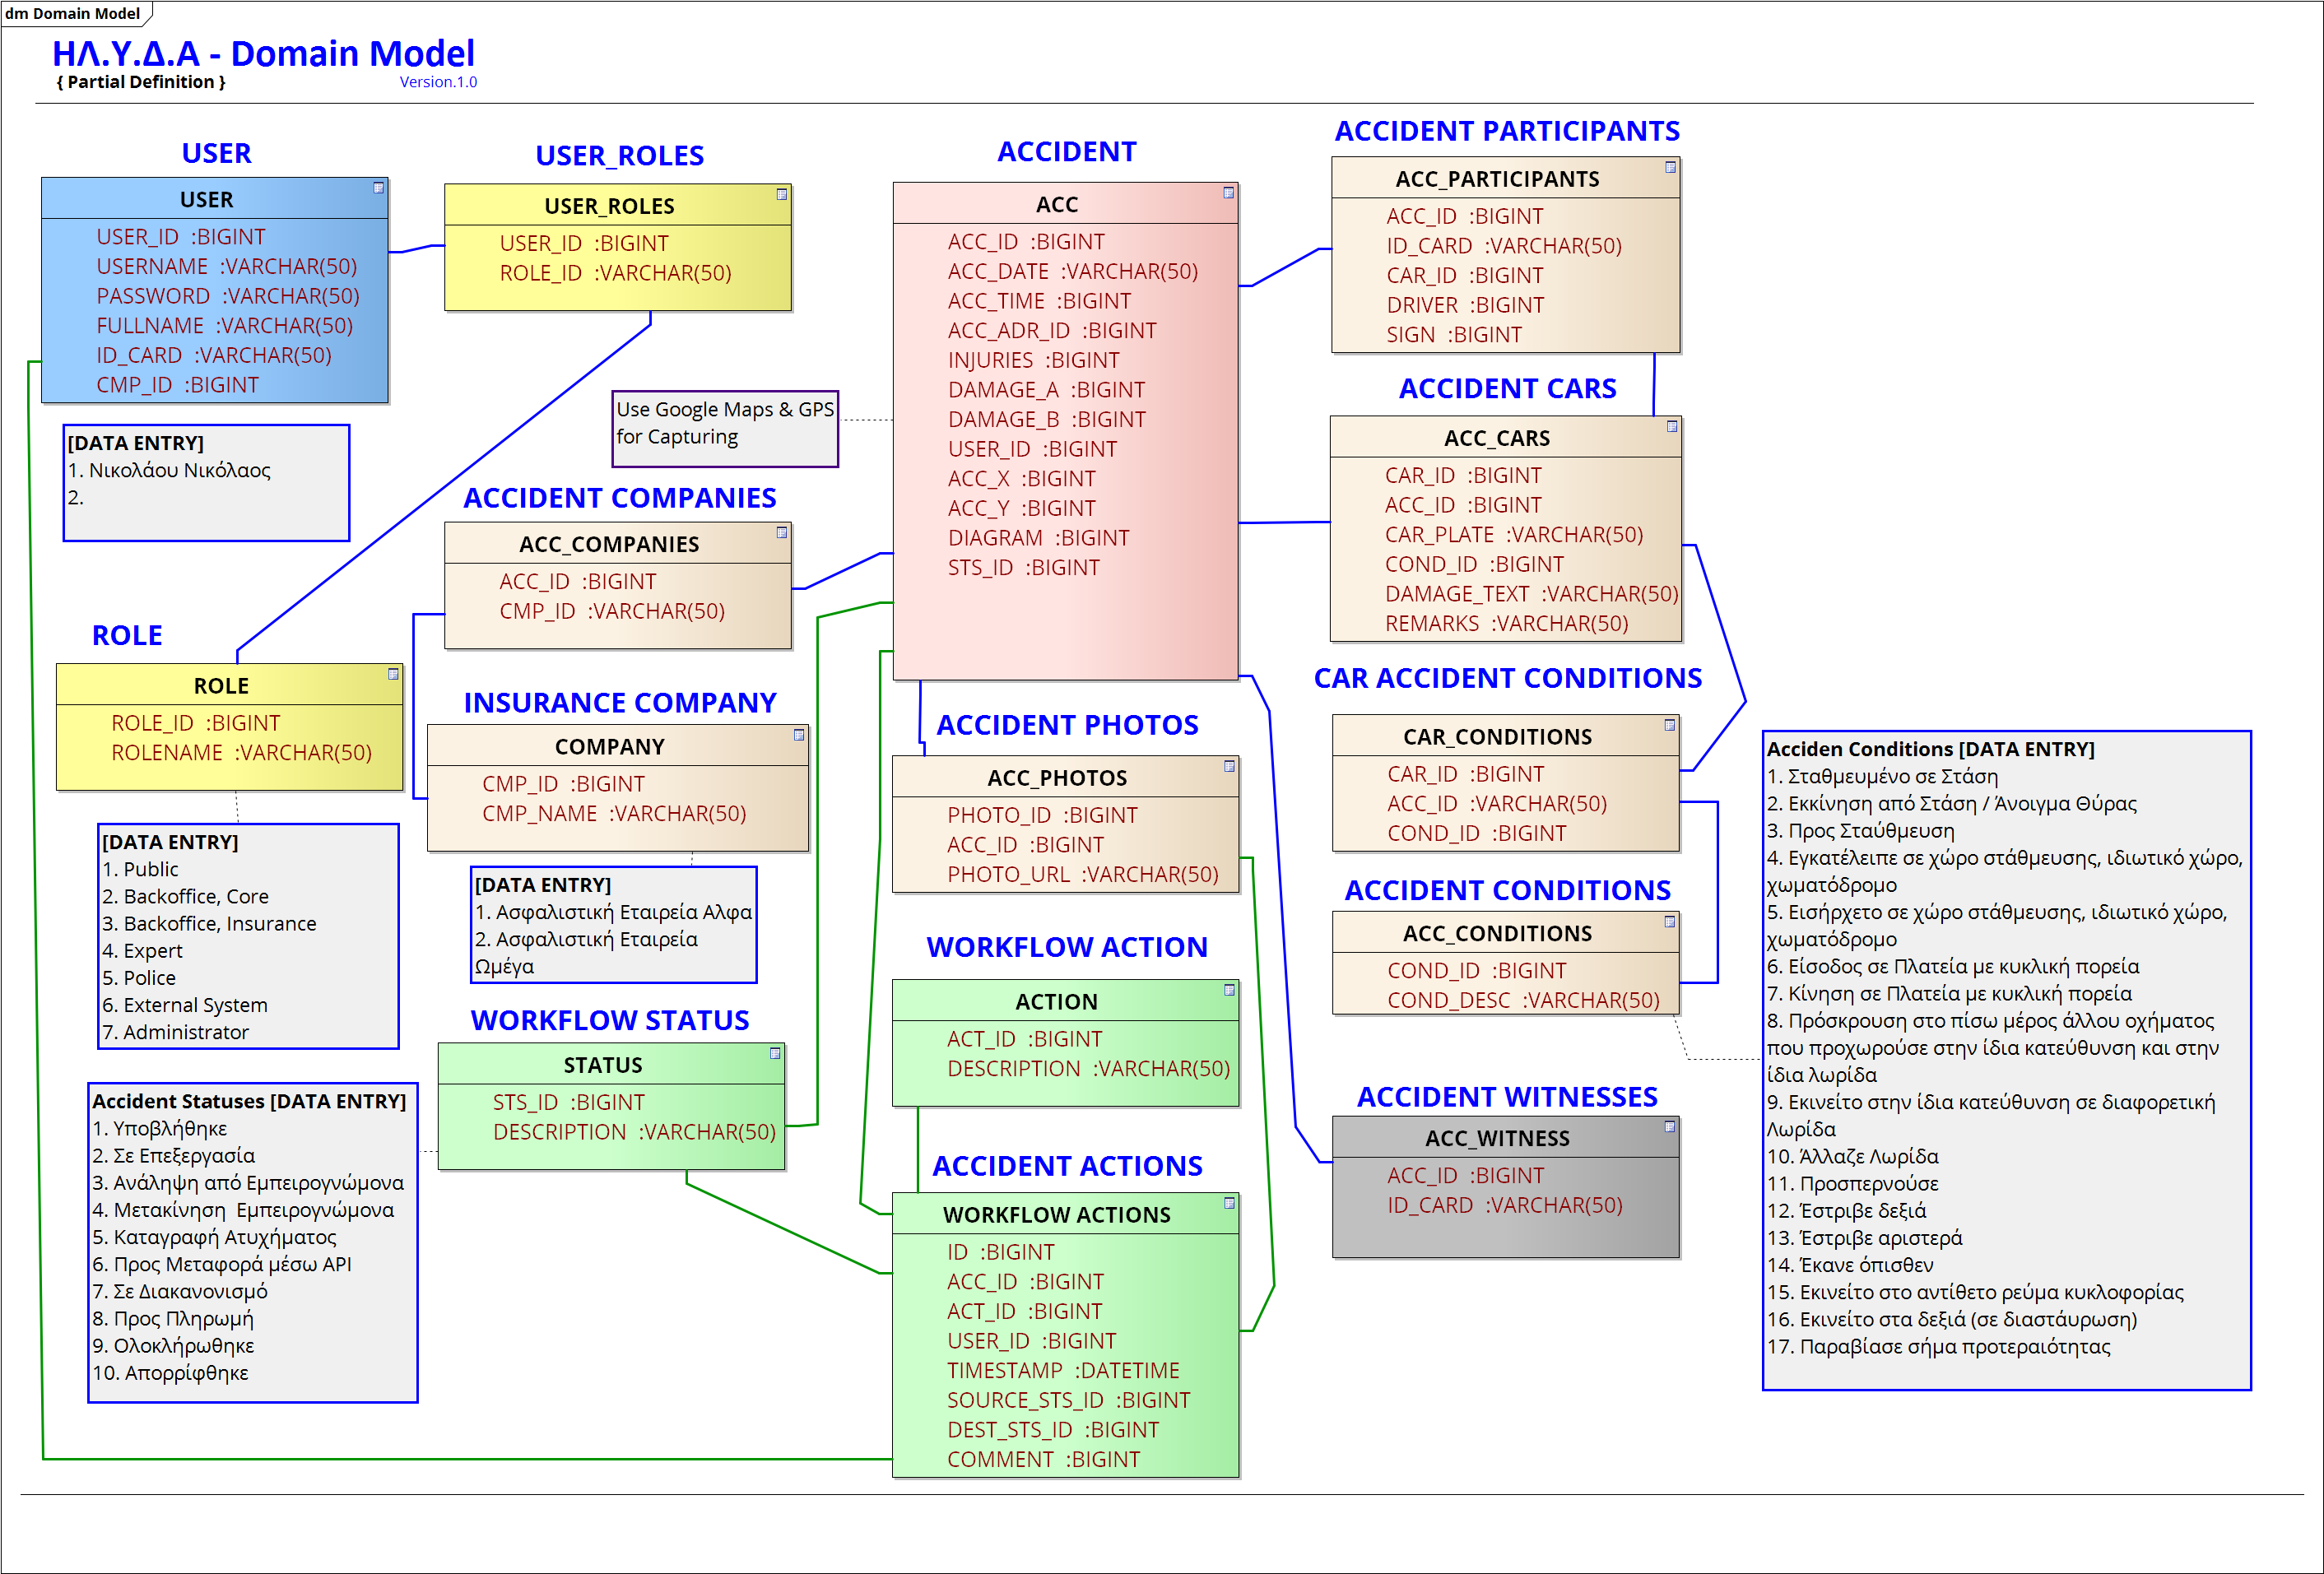 dm Domain Model
ΗΛ.Υ.Δ.Α - Domain Model
{ Partial Definition }
Version.1.0
USER
USER
USER_ID :BIGINT
USERNAME :VARCHAR(50)
PASSWORD :VARCHAR(50)
FULLNAME :VARCHAR(50)
ID_CARD :VARCHAR(50)
CMP_ID :BIGINT
[DATA ENTRY]
1. Νικολάου Νικόλαος
2.
USER_ROLES
USER_ROLES
USER_ID :BIGINT
ROLE_ID :VARCHAR(50)
Use Google Maps & GPS
for Capturing
ROLE
ROLE
ROLE_ID :BIGINT
ROLENAME :VARCHAR(50)
[DATA ENTRY]
1. Public
2. Backoffice, Core
3. Backoffice, Insurance
4. Expert
5. Police
6. External System
7. Administrator
ACCIDENT COMPANIES
ACC_COMPANIES
ACC_ID :BIGINT
CMP_ID :VARCHAR(50)
INSURANCE COMPANY
COMPANY
CMP_ID :BIGINT
CMP_NAME :VARCHAR(50)
[DATA ENTRY]
1. Ασφαλιστική Εταιρεία Αλφα
2. Ασφαλιστική Εταιρεία
Ωμέγα
WORKFLOW STATUS
STATUS
STS_ID :BIGINT
DESCRIPTION :VARCHAR(50)
Accident Statuses [DATA ENTRY]
1. Υποβλήθηκε
2. Σε Επεξεργασία
3. Ανάληψη από Εμπειρογνώμονα
4. Μετακίνηση Εμπειρογνώμονα
5. Καταγραφή Ατυχήματος
6. Προς Μεταφορά μέσω API
7. Σε Διακανονισμό
8. Προς Πληρωμή
9. Ολοκλήρωθηκε
10. Απορρίφθηκε
ACCIDENT
ACC
ACC_ID :BIGINT
ACC_DATE :VARCHAR(50)
ACC_TIME :BIGINT
ACC_ADR_ID :BIGINT
INJURIES :BIGINT
DAMAGE_A :BIGINT
DAMAGE_B :BIGINT
USER_ID :BIGINT
ACC_X :BIGINT
ACC_Y :BIGINT
DIAGRAM :BIGINT
STS_ID :BIGINT
ACCIDENT PHOTOS
ACC_PHOTOS
PHOTO_ID :BIGINT
ACC_ID :BIGINT
PHOTO_URL :VARCHAR(50)
WORKFLOW ACTION
ACTION
ACT_ID :BIGINT
DESCRIPTION :VARCHAR(50)
ACCIDENT ACTIONS
WORKFLOW ACTIONS
ID :BIGINT
ACC_ID :BIGINT
ACT_ID :BIGINT
USER_ID :BIGINT
TIMESTAMP :DATETIME
SOURCE_STS_ID :BIGINT
DEST_STS_ID :BIGINT
COMMENT :BIGINT
ACCIDENT PARTICIPANTS
ACC_PARTICIPANTS
ACC_ID :BIGINT
ID_CARD :VARCHAR(50)
CAR_ID :BIGINT
DRIVER :BIGINT
SIGN :BIGINT
ACCIDENT CARS
ACC_CARS
CAR_ID :BIGINT
ACC_ID :BIGINT
CAR_PLATE :VARCHAR(50)
COND_ID :BIGINT
DAMAGE_TEXT :VARCHAR(50)
REMARKS :VARCHAR(50)
CAR ACCIDENT CONDITIONS
CAR_CONDITIONS
CAR_ID :BIGINT
ACC_ID :VARCHAR(50)
COND_ID :BIGINT
ACCIDENT CONDITIONS
ACC_CONDITIONS
COND_ID :BIGINT
COND_DESC :VARCHAR(50)
ACCIDENT WITNESSES
ACC_WITNESS
ACC_ID :BIGINT
ID_CARD :VARCHAR(50)
Acciden Conditions [DATA ENTRY]
1. Σταθμευμένο σε Στάση
2. Εκκίνηση από Στάση / Άνοιγμα Θύρας
3. Προς Σταύθμευση
4. Εγκατέλειπε σε χώρο στάθμευσης, ιδιωτικό χώρο,
χωματόδρομο
5. Εισήρχετο σε χώρο στάθμευσης, ιδιωτικό χώρο,
χωματόδρομο
6. Είσοδος σε Πλατεία με κυκλική πορεία
7. Κίνηση σε Πλατεία με κυκλική πορεία
8. Πρόσκρουση στο πίσω μέρος άλλου οχήματος
που προχωρούσε στην ίδια κατεύθυνση και στην
ίδια λωρίδα
9. Εκινείτο στην ίδια κατεύθυνση σε διαφορετική
Λωρίδα
10. Άλλαζε Λωρίδα
11. Προσπερνούσε
12. Έστριβε δεξιά
13. Έστριβε αριστερά
14. Έκανε όπισθεν
15. Εκινείτο στο αντίθετο ρεύμα κυκλοφορίας
16. Εκινείτο στα δεξιά (σε διασταύρωση)
17. Παραβίασε σήμα προτεραιότητας